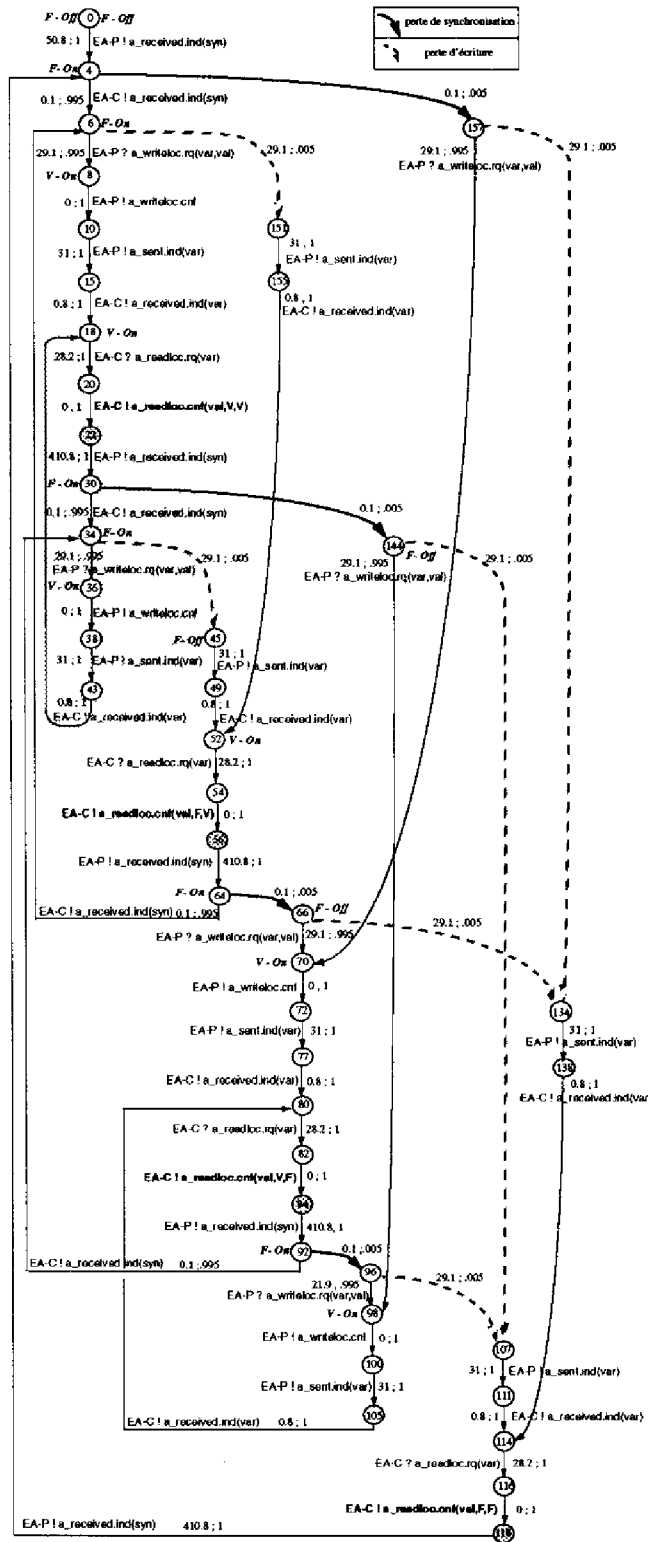 F - Off 0 F - Off
perte de synchronisation
perte d'écriture
50.8 ; 1 EA-P ! a_received.ind(syn)
F - On 4
0.1 ; .995 EA-C ! a_received.ind(syn)
0.1 ; .005
6 F - On
157
29.1 ; .995 EA-P ? a_writeloc.rq(var,val)
29.1 ; .005
29.1 ; .995
EA-P ? a_writeloc.rq(var,val)
29.1 ; .005
V - On 8
0 ; 1 EA-P ! a_writeloc.cnf
10
151
31 ; 1 EA-P ! a_sent.ind(var)
31 ; 1
EA-P ! a_sent.ind(var)
15
155
0.8 ; 1 EA-C ! a_received.ind(var)
0.8 ; 1
EA-C ! a_received.ind(var)
18 V - On
28.2 ; 1 EA-C ? a_readloc.rq(var)
20
0 ; 1 EA-C ! a_readloc.cnf(val,V,V)
22
410.8 ; 1 EA-P ! a_received.ind(syn)
F - On 30
0.1 ; .995 EA-C ! a_received.ind(syn)
0.1 ; .005
34 F - On
144 F - Off
29.1 ; .995
EA-P ? a_writeloc.rq(var,val)
29.1 ; .005
29.1 ; .995
EA-P ? a_writeloc.rq(var,val)
29.1 ; .005
V - On 36
0 ; 1 EA-P ! a_writeloc.cnf
38
F - Off 45
31 ; 1 EA-P ? a_sent.ind(var)
31 ; 1
EA-P ! a_sent.ind(var)
43
49
0.8 ; 1
EA-C ! a_received.ind(var)
0.8 ; 1
EA-C ! a_received.ind(var)
52 V - On
EA-C ? a_readloc.rq(var) 28.2 ; 1
54
EA-C ! a_readloc.cnf(val,F,V) 0 ; 1
56
EA-P ! a_received.ind(syn) 410.8 ; 1
F - On 64
0.1 ; .005
66 F - Off
EA-C ! a_received.ind(syn) 0.1 ; .995
29.1 ; .005
EA-P ? a_writeloc.rq(var,val) 29.1 ; .995
V - On 70
EA-P ! a_writeloc.cnf 0 ; 1
72
134
EA-P ! a_sent.ind(var) 31 ; 1
31 ; 1
EA-P ! a_sent.ind(var)
77
138
EA-C ! a_received.ind(var) 0.8 ; 1
0.8 ; 1
EA-C ! a_received.ind(var
80
EA-C ? a_readloc.rq(var) 28.2 ; 1
82
EA-C ! a_readloc.cnf(val,V,F) 0 ; 1
84
EA-P ! a_received.ind(syn) 410.8, 1
F - On 92
0.1 ; .005
96
EA-C ! a_received.ind(syn) 0.1 ; .995
21.9 ; .995
EA-P ? a_writeloc.rq(var,val)
29.1 ; .005
V - On 98
EA-P ! a_writeloc.cnf 0 ; 1
107
100
31 ; 1 EA-P ! a_sent.ind(var)
EA-P ! a_sent.ind(var) 31 ; 1
111
105
EA-C ! a_received.ind(var) 0.8 ; 1
0.8 ; 1 EA-C ! a_received.ind(var)
114
EA-C ? a_readloc.rq(var) 28.2 ; 1
116
EA-C ! a_readloc.cnf(val,F,F) 0 ; 1
EA-P ! a_received.ind(syn) 410.8 ; 1
118